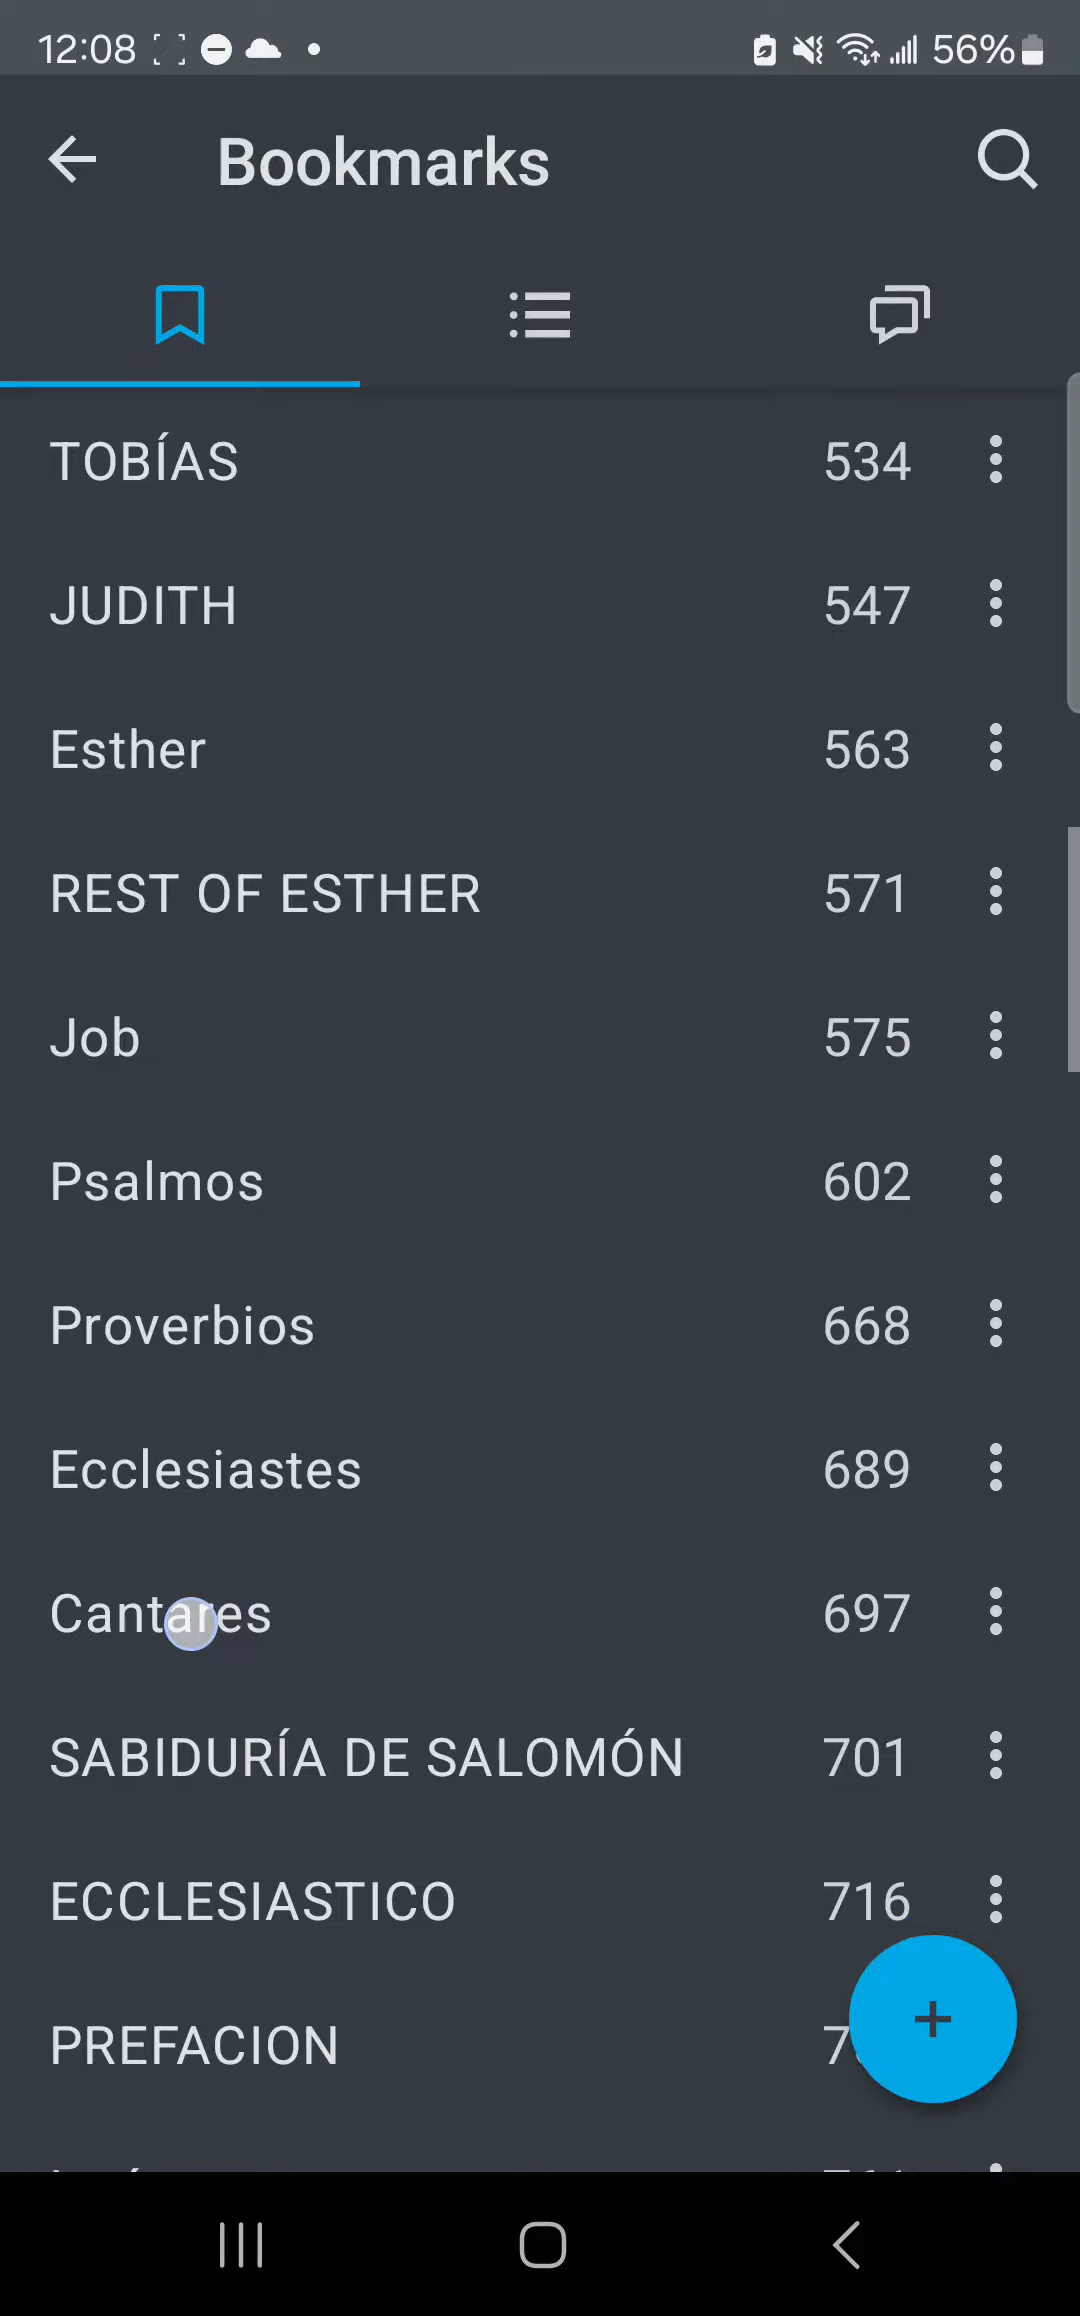 12:08 56%
Bookmarks
TOBÍAS 534
JUDITH 547
Esther 563
REST OF ESTHER 571
Job 575
Psalmos 602
Proverbios 668
Ecclesiastes 689
Cantares 697
SABIDURÍA DE SALOMÓN 701
ECCLESIASTICO 716
PREFACION